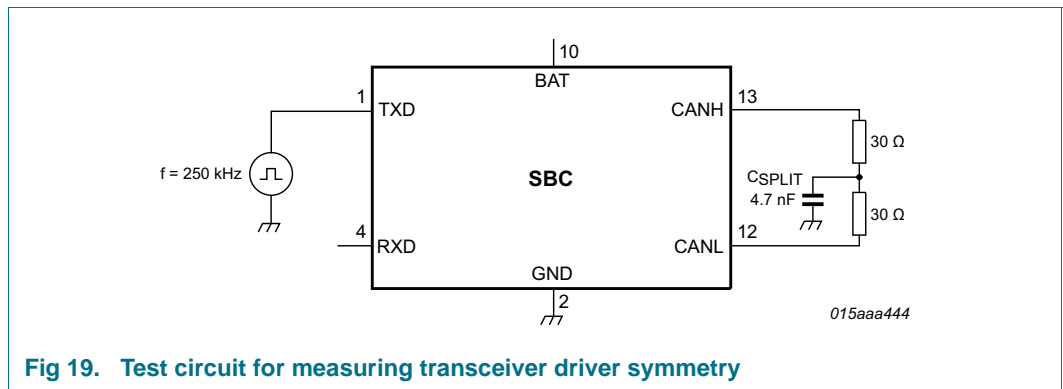 10
BAT
1
TXD
CANH
13
30 Ω
f = 250 kHz
SBC
CSPLIT
4.7 nF
30 Ω
4
RXD
CANL
12
GND
2
015aaa444
Fig 19. Test circuit for measuring transceiver driver symmetry